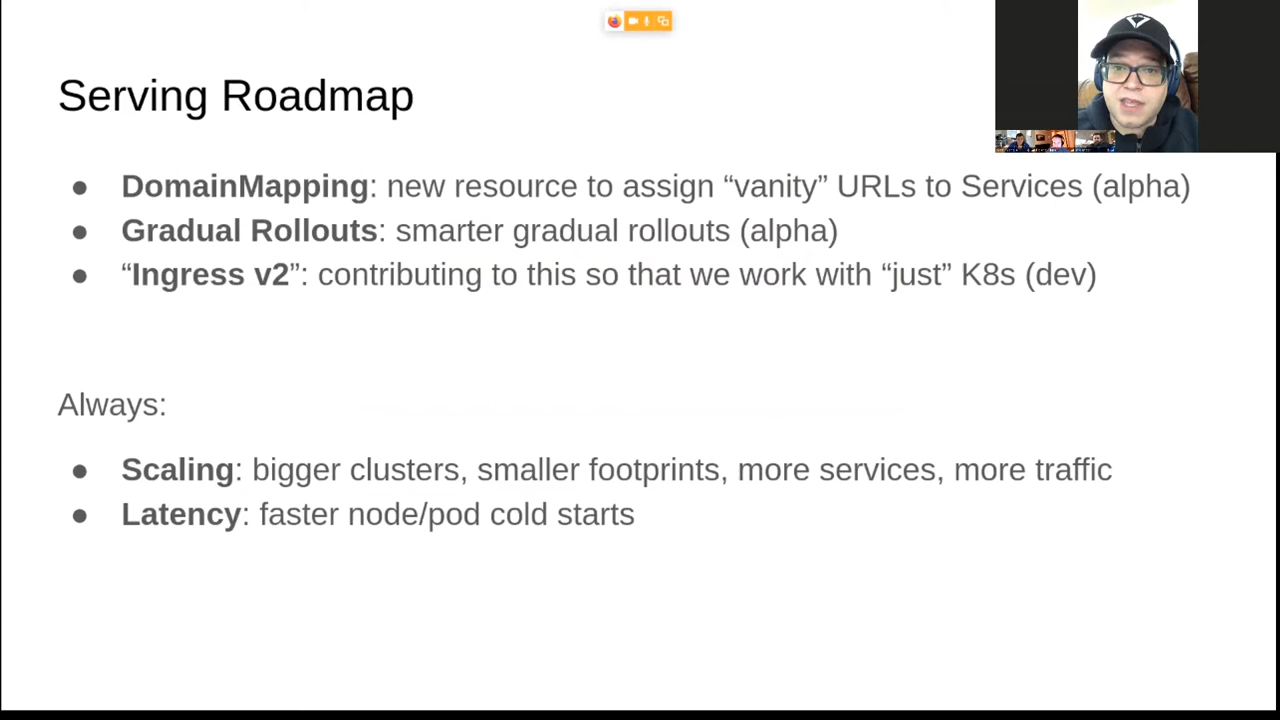 Serving Roadmap
● DomainMapping: new resource to assign “vanity” URLs to Services (alpha)
● Gradual Rollouts: smarter gradual rollouts (alpha)
● “Ingress v2”: contributing to this so that we work with “just” K8s (dev)
Always:
● Scaling: bigger clusters, smaller footprints, more services, more traffic
● Latency: faster node/pod cold starts